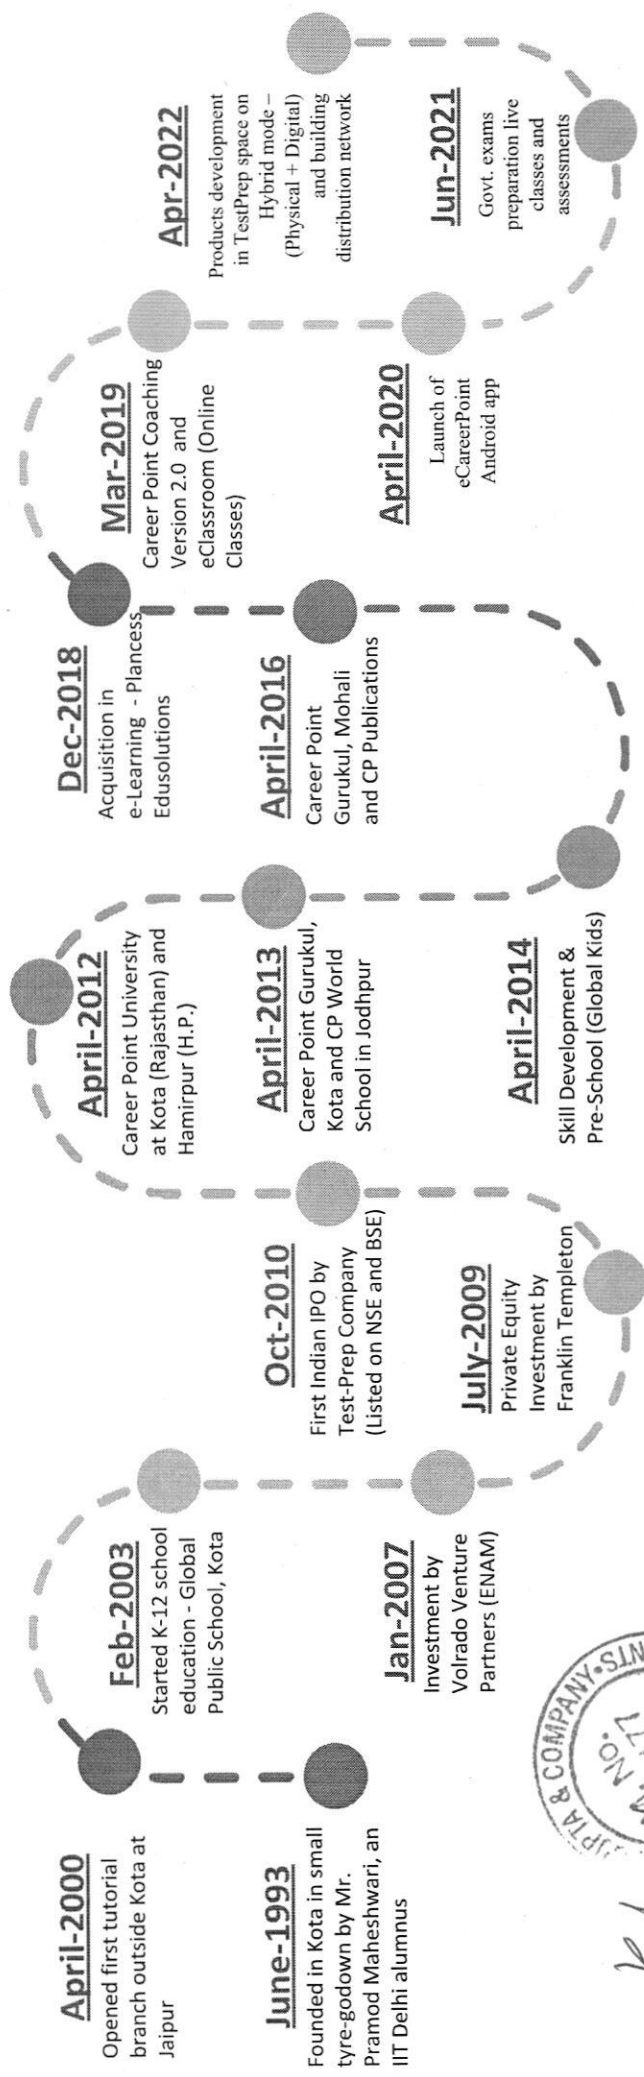 April-2000
Opened first tutorial
branch outside Kota at
Jaipur
June-1993
Founded in Kota in small
tyre-godown by Mr.
Pramod Maheshwari, an
IIT Delhi alumnus
Feb-2003
Started K-12 school
education - Global
Public School, Kota
Jan-2007
Investment by
Volrado Venture
Partners (ENAM)
Oct-2010
First Indian IPO by
Test-Prep Company
(Listed on NSE and BSE)
July-2009
Private Equity
Investment by
Franklin Templeton
April-2012
Career Point University
at Kota (Rajasthan) and
Hamirpur (H.P.)
April-2013
Career Point Gurukul,
Kota and CP World
School in Jodhpur
April-2014
Skill Development &
Pre-School (Global Kids)
Dec-2018
Acquisition in
e-Learning - Plancess
Edusolutions
April-2016
Career Point
Gurukul, Mohali
and CP Publications
Mar-2019
Career Point Coaching
Version 2.0 and
eClassroom (Online
Classes)
April-2020
Launch of
eCareerPoint
Android app
Apr-2022
Products development
in TestPrep space on
Hybrid mode –
(Physical + Digital)
and building
distribution network
Jun-2021
Govt. exams
preparation live
classes and
assessments
& COMPANY
NO.